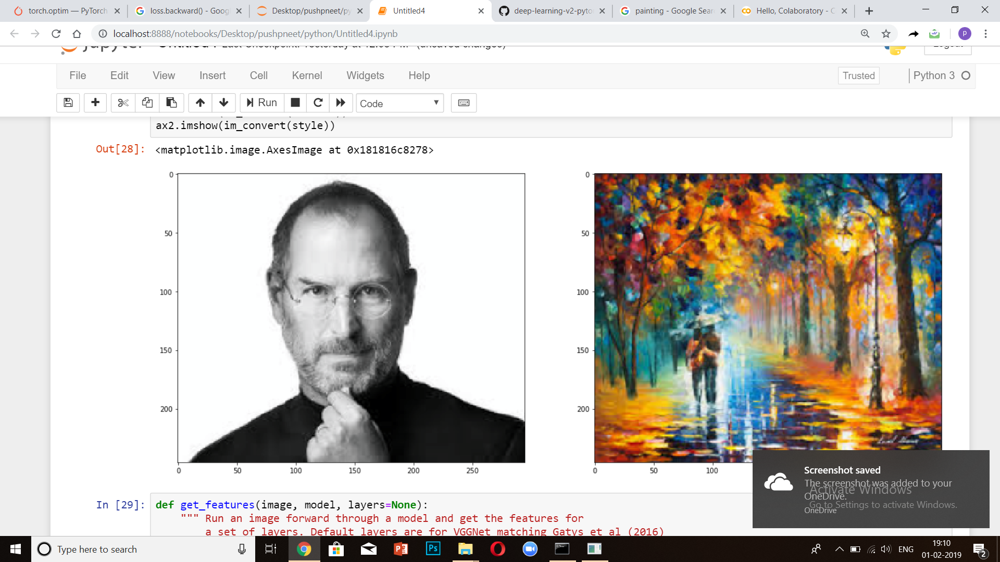 torch.optim — PyTorch
loss.backward() - Goog
Desktop/pushpneet/py
Untitled4
deep-learning-v2-pyto
painting - Google Sear
Hello, Colaboratory - C
localhost:8888/notebooks/Desktop/pushpneet/python/Untitled4.ipynb
P
File Edit View Insert Cell Kernel Widgets Help
Trusted
Python 3
Run
Code
ax2.imshow(im_convert(style))
Out[28]: <matplotlib.image.AxesImage at 0x181816c8278>
0
50
100
150
200
0 50 100 150 200 250
0
50
100
150
200
0 50 100
In [29]: def get_features(image, model, layers=None):
""" Run an image forward through a model and get the features for
a set of layers. Default layers are for VGGNet matching Gatys et al (2016)
Screenshot saved
The screenshot was added to your
OneDrive.
OneDrive
Activate Windows
Go to Settings to activate Windows.
Type here to search
Ps
ENG
19:10
01-02-2019
2